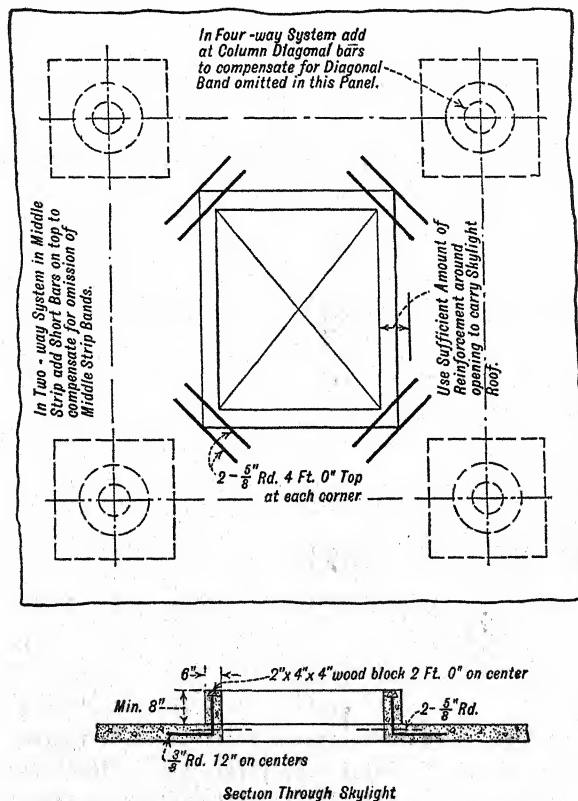 In Four-way System add
at Column Diagonal bars
to compensate for Diagonal
Band omitted in this Panel.
In Two-way System in Middle
Strip add Short Bars on top to
compensate for omission of
Middle Strip Bands.
Use Sufficient Amount of
Reinforcement around
opening to carry Skylight
Roof.
2-5/8" Rd. 4 Ft. 0" Top
at each corner
6"
2"x 4"x 4" wood block 2 Ft. 0" on center
Min. 8"
2-5/8" Rd.
3/8" Rd. 12" on centers
Section Through Skylight